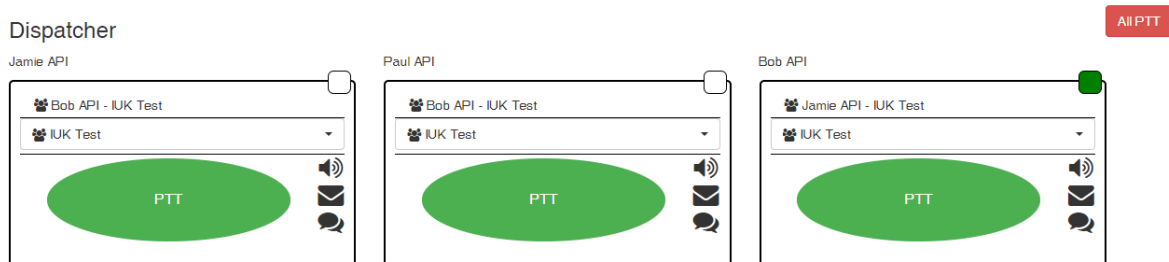 Dispatcher
All PTT
Jamie API
Paul API
Bob API
Bob API - IUK Test
Bob API - IUK Test
Jamie API - IUK Test
IUK Test
IUK Test
IUK Test
PTT
PTT
PTT